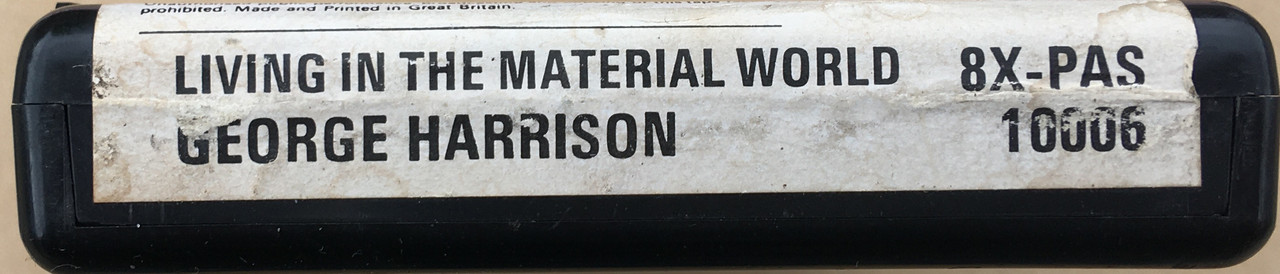 prohibited. Made and Printed in Great Britain.
LIVING IN THE MATERIAL WORLD 8X-PAS
GEORGE HARRISON 10006